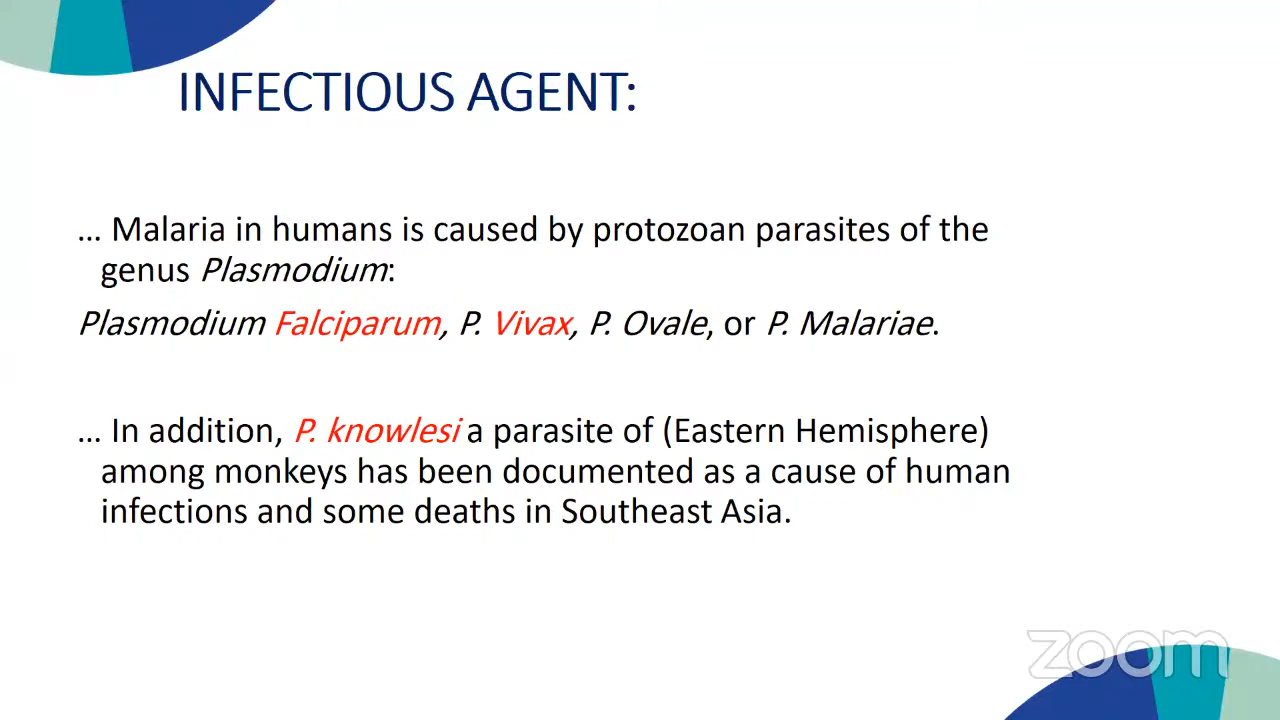 INFECTIOUS AGENT:
... Malaria in humans is caused by protozoan parasites of the
genus Plasmodium:
Plasmodium Falciparum, P. Vivax, P. Ovale, or P. Malariae.
... In addition, P. knowlesi a parasite of (Eastern Hemisphere)
among monkeys has been documented as a cause of human
infections and some deaths in Southeast Asia.
zoom